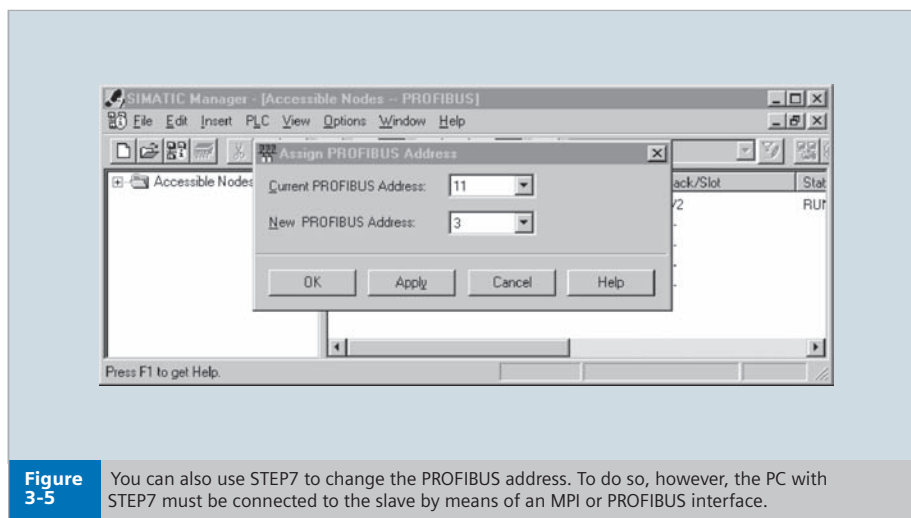 SIMATIC Manager - [Accessible Nodes -- PROFIBUS]
File Edit Insert PLC View Options Window Help
Assign PROFIBUS Address
Accessible Nodes
Current PROFIBUS Address: 11
New PROFIBUS Address: 3
OK Apply Cancel Help
ack/Slot Stat
/2 RUN
Press F1 to get Help.
Figure 3-5
You can also use STEP7 to change the PROFIBUS address. To do so, however, the PC with
STEP7 must be connected to the slave by means of an MPI or PROFIBUS interface.